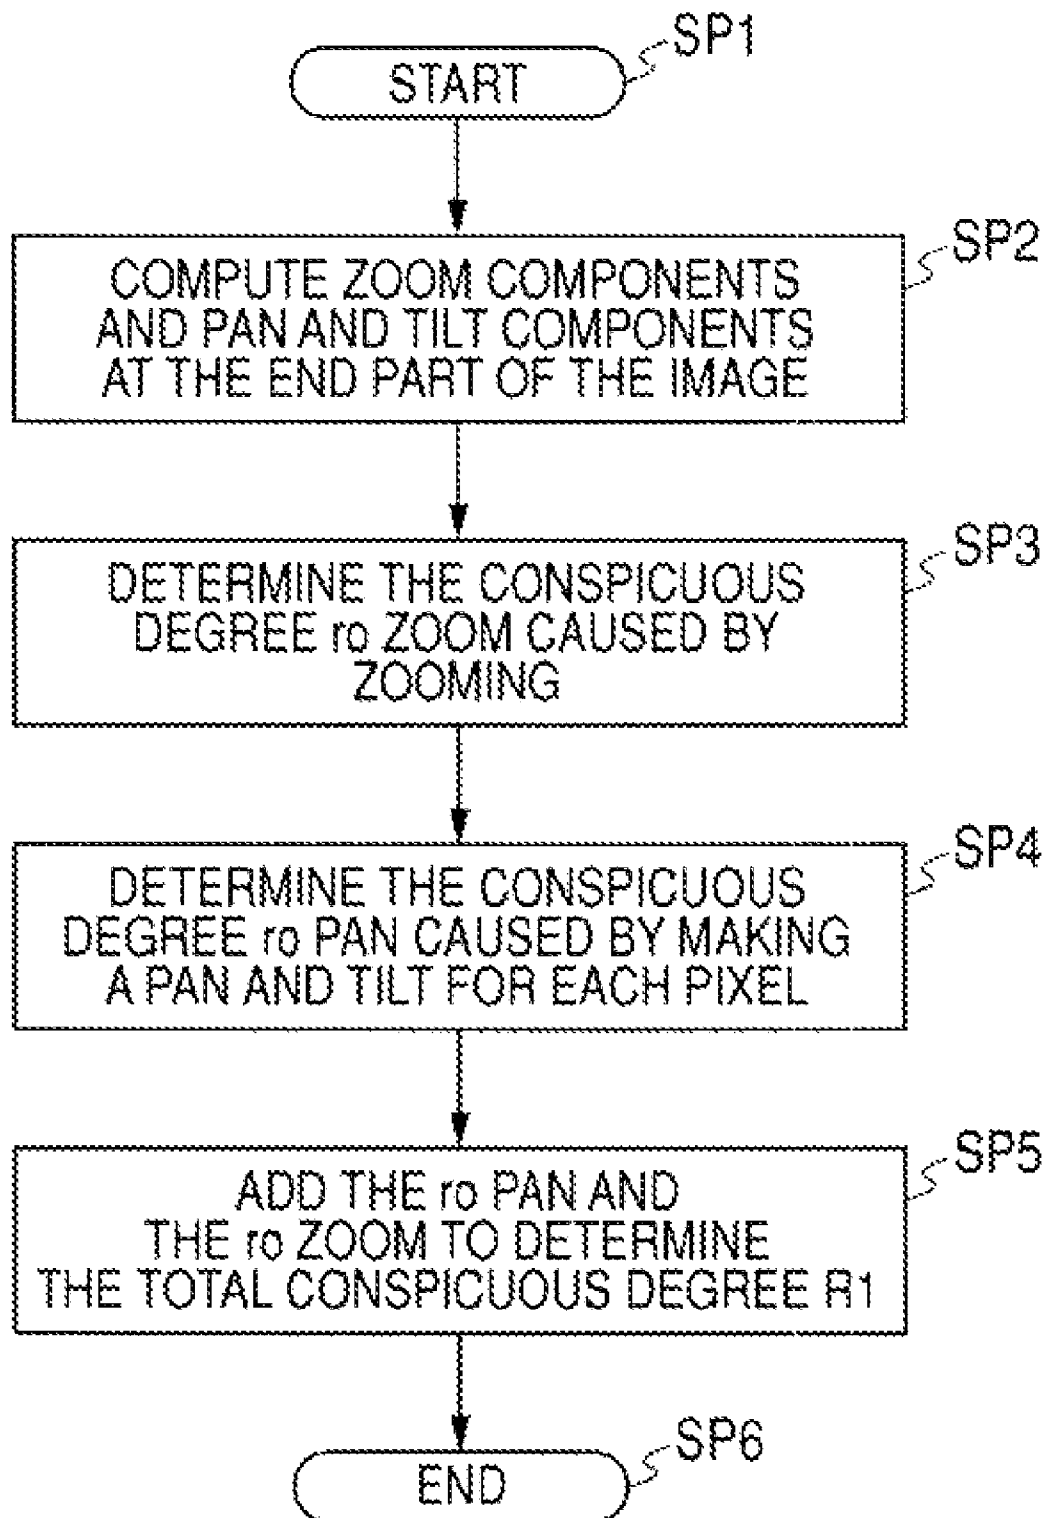 SP1
START
SP2
COMPUTE ZOOM COMPONENTS
AND PAN AND TILT COMPONENTS
AT THE END PART OF THE IMAGE
SP3
DETERMINE THE CONSPICUOUS
DEGREE ro ZOOM CAUSED BY
ZOOMING
SP4
DETERMINE THE CONSPICUOUS
DEGREE ro PAN CAUSED BY MAKING
A PAN AND TILT FOR EACH PIXEL
SP5
ADD THE ro PAN AND
THE ro ZOOM TO DETERMINE
THE TOTAL CONSPICUOUS DEGREE R1
SP6
END